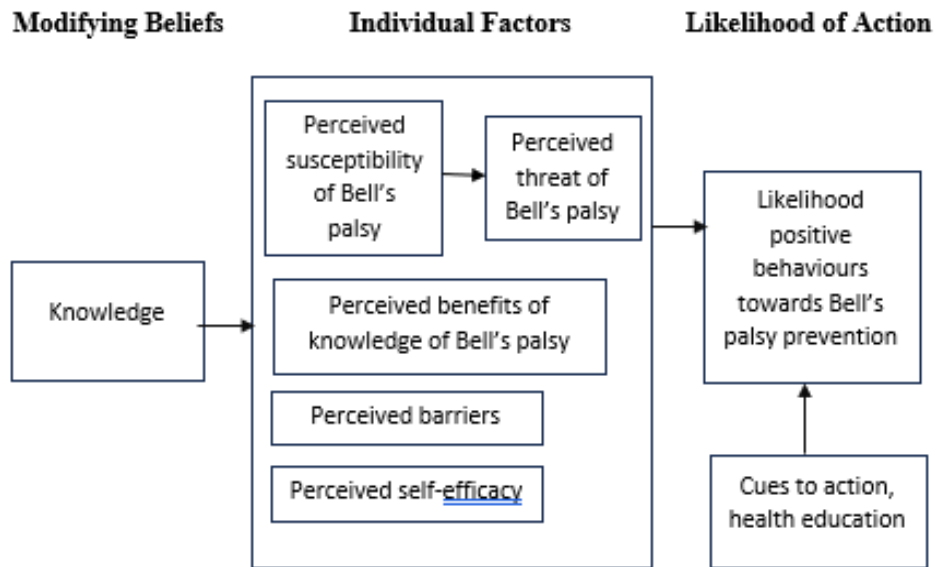 Modifying Beliefs
Individual Factors
Likelihood of Action
Knowledge
Perceived
susceptibility
of Bell's
palsy
Perceived
threat of
Bell's palsy
Perceived benefits of
knowledge of Bell's palsy
Perceived barriers
Perceived self-efficacy
Likelihood
positive
behaviours
towards Bell's
palsy prevention
Cues to action,
health education